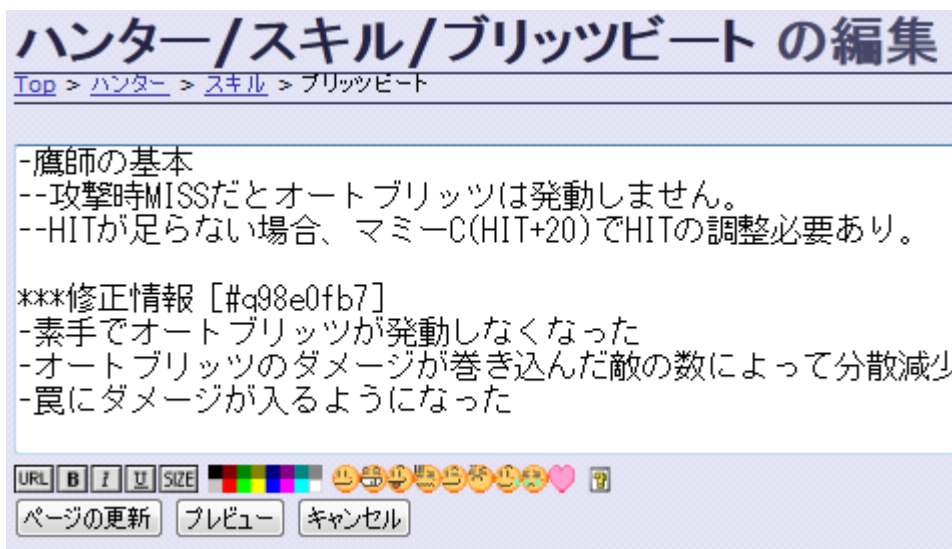 ハンター/スキル/ブリッツビート の編集
Top > ハンター > スキル > ブリッツビート
-鷹師の基本
--攻撃時MISSだとオートブリッツは発動しません。
--HITが足らない場合、マミーC(HIT+20)でHITの調整必要あり。
***修正情報 [#q98e0fb7]
-素手でオートブリッツが発動しなくなった
-オートブリッツのダメージが巻き込んだ敵の数によって分散減少
-罠にダメージが入るようになった
URL B I U SIZE
ページの更新 プレビュー キャンセル